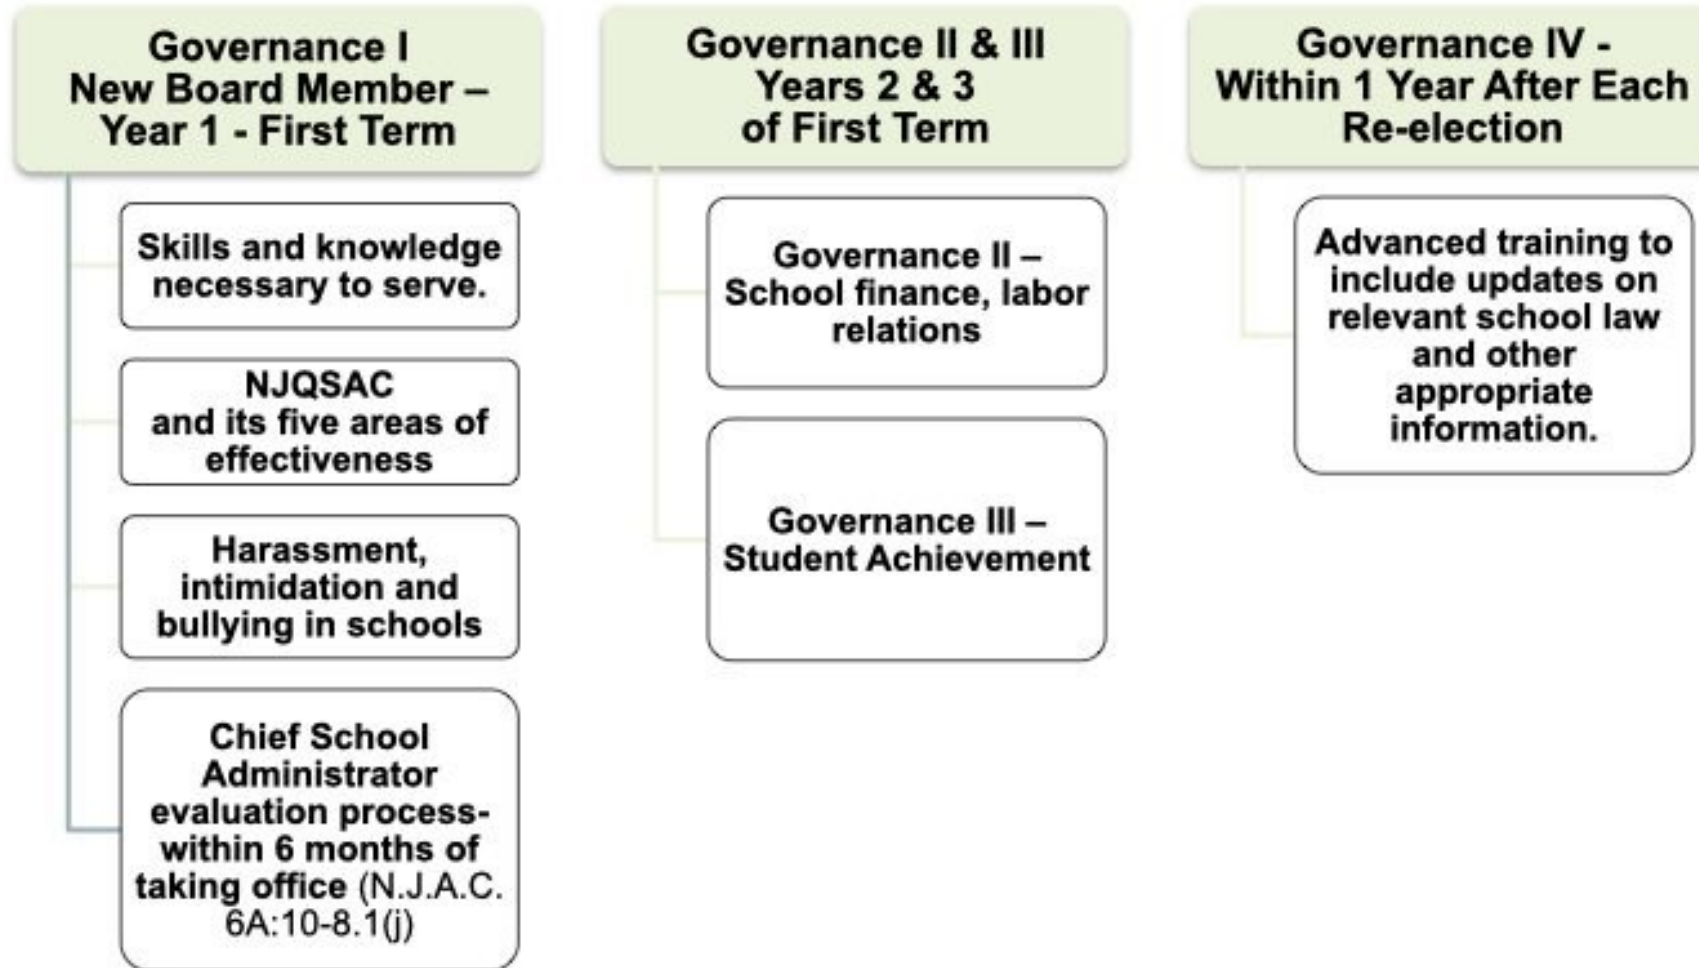 Governance I
New Board Member –
Year 1 - First Term
Skills and knowledge
necessary to serve.
NJQSAC
and its five areas of
effectiveness
Harassment,
intimidation and
bullying in schools
Chief School
Administrator
evaluation process-
within 6 months of
taking office (N.J.A.C.
6A:10-8.1(j)
Governance II & III
Years 2 & 3
of First Term
Governance II –
School finance, labor
relations
Governance III –
Student Achievement
Governance IV -
Within 1 Year After Each
Re-election
Advanced training to
include updates on
relevant school law
and other
appropriate
information.